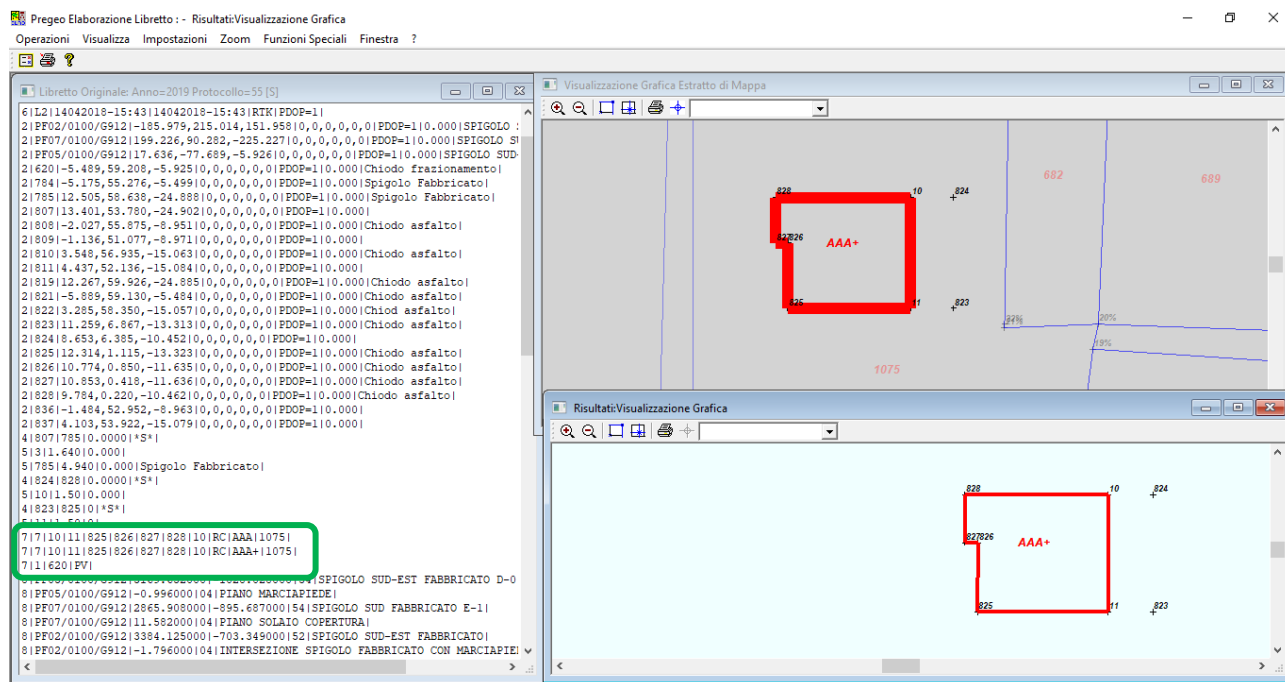 Pregeo Elaborazione Libretto : - Risultati:Visualizzazione Grafica
Operazioni Visualizza Impostazioni Zoom Funzioni Speciali Finestra ?
Libretto Originale: Anno=2019 Protocollo=55 [S]
6|L2|14042018-15:43|14042018-15:43|RTK|PDOP=1|
2|PF02/0100/G912|-185.979,215.014,151.958|0,0,0,0,0,0|PDOP=1|0.000|SPIGOLO
2|PF07/0100/G912|199.226,90.282,-225.227|0,0,0,0,0,0|PDOP=1|0.000|SPIGOLO SU
2|PF05/0100/G912|17.636,-77.689,-5.926|0,0,0,0,0,0|PDOP=1|0.000|SPIGOLO SUD-
2|620|-5.489,59.208,-5.925|0,0,0,0,0,0|PDOP=1|0.000|Chiodo frazionamento|
2|784|-5.175,55.276,-5.499|0,0,0,0,0,0|PDOP=1|0.000|Spigolo Fabbricato|
2|785|12.505,58.638,-24.888|0,0,0,0,0,0|PDOP=1|0.000|Spigolo Fabbricato|
2|807|13.401,53.780,-24.902|0,0,0,0,0,0|PDOP=1|0.000|
2|808|-2.027,55.875,-8.951|0,0,0,0,0,0|PDOP=1|0.000|Chiodo asfalto|
2|809|-1.136,51.077,-8.971|0,0,0,0,0,0|PDOP=1|0.000|
2|810|3.548,56.935,-15.063|0,0,0,0,0,0|PDOP=1|0.000|Chiodo asfalto|
2|811|4.437,52.136,-15.084|0,0,0,0,0,0|PDOP=1|0.000|
2|819|12.267,59.926,-24.885|0,0,0,0,0,0|PDOP=1|0.000|Chiodo asfalto|
2|821|-5.889,59.130,-5.484|0,0,0,0,0,0|PDOP=1|0.000|Chiodo asfalto|
2|822|3.285,58.350,-15.057|0,0,0,0,0,0|PDOP=1|0.000|Chiod asfalto|
2|823|11.259,6.867,-13.313|0,0,0,0,0,0|PDOP=1|0.000|Chiodo asfalto|
2|824|8.653,6.385,-10.452|0,0,0,0,0,0|PDOP=1|0.000|
2|825|12.314,1.115,-13.323|0,0,0,0,0,0|PDOP=1|0.000|Chiodo asfalto|
2|826|10.774,0.850,-11.635|0,0,0,0,0,0|PDOP=1|0.000|Chiodo asfalto|
2|827|10.853,0.418,-11.636|0,0,0,0,0,0|PDOP=1|0.000|Chiodo asfalto|
2|828|9.784,0.220,-10.462|0,0,0,0,0,0|PDOP=1|0.000|Chiodo asfalto|
2|836|-1.484,52.952,-8.963|0,0,0,0,0,0|PDOP=1|0.000|
2|837|4.103,53.922,-15.079|0,0,0,0,0,0|PDOP=1|0.000|
4|807|785|0.0000|*S*|
5|3|1.640|0.000|
5|785|4.940|0.000|Spigolo Fabbricato|
4|824|828|0.0000|*S*|
5|10|1.50|0.000|
4|823|825|0|*S*|
5|11|1.50|0|
7|7|10|11|825|826|827|828|10|RC|AAA|1075|
7|7|10|11|825|826|827|828|10|RC|AAA+|1075|
7|1|620|PV|
SPIGOLO SUD-EST FABBRICATO D-0
8|PF05/0100/G912|-0.996000|04|PIANO MARCIAPIEDE|
8|PF07/0100/G912|2865.908000|-895.687000|54|SPIGOLO SUD FABBRICATO E-1|
8|PF07/0100/G912|11.582000|04|PIANO SOLAIO COPERTURA|
8|PF02/0100/G912|3384.125000|-703.349000|52|SPIGOLO SUD-EST FABBRICATO|
8|PF02/0100/G912|-1.796000|04|INTERSEZIONE SPIGOLO FABBRICATO CON MARCIAPIE
Visualizzazione Grafica Estratto di Mappa
682
689
828
10
824
827826
AAA+
825
11
823
20%
21%
19%
1075
Risultati:Visualizzazione Grafica
828
10
824
827826
AAA+
825
11
823